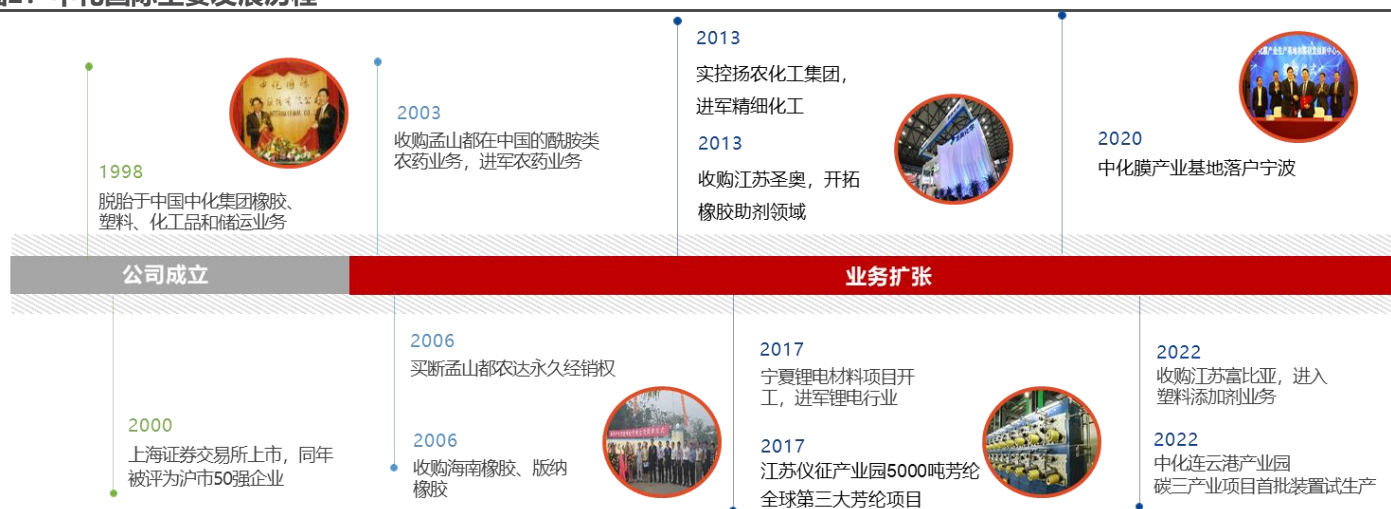 1998
脱胎于中国中化集团橡胶、
塑料、化工品和储运业务
2003
收购孟山都在中国的酰胺类
农药业务，进军农药业务
2013
实控扬农化工集团，
进军精细化工
2013
收购江苏圣奥，开拓
橡胶助剂领域
2020
中化膜产业基地落户宁波
公司成立
业务扩张
2000
上海证券交易所上市，同年
被评为沪市50强企业
2006
买断孟山都农达永久经销权
2006
收购海南橡胶、版纳
橡胶
2017
宁夏锂电材料项目开
工，进军锂电行业
2017
江苏仪征产业园5000吨芳纶
全球第三大芳纶项目
2022
收购江苏富比亚，进入
塑料添加剂业务
2022
中化连云港产业园
碳三产业项目首批装置试生产